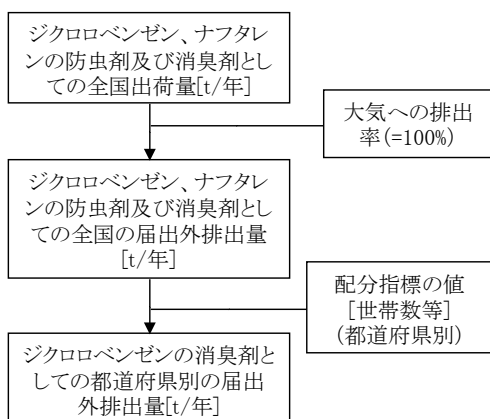 ジクロロベンゼン、ナフタレ
ンの防虫剤及び消臭剤とし
ての全国出荷量[t/年]
大気への排出
率(=100%)
ジクロロベンゼン、ナフタレ
ンの防虫剤及び消臭剤とし
ての全国の届出外排出量
[t/年]
配分指標の値
[世帯数等]
(都道府県別)
ジクロロベンゼンの消臭剤と
しての都道府県別の届出
外排出量[t/年]